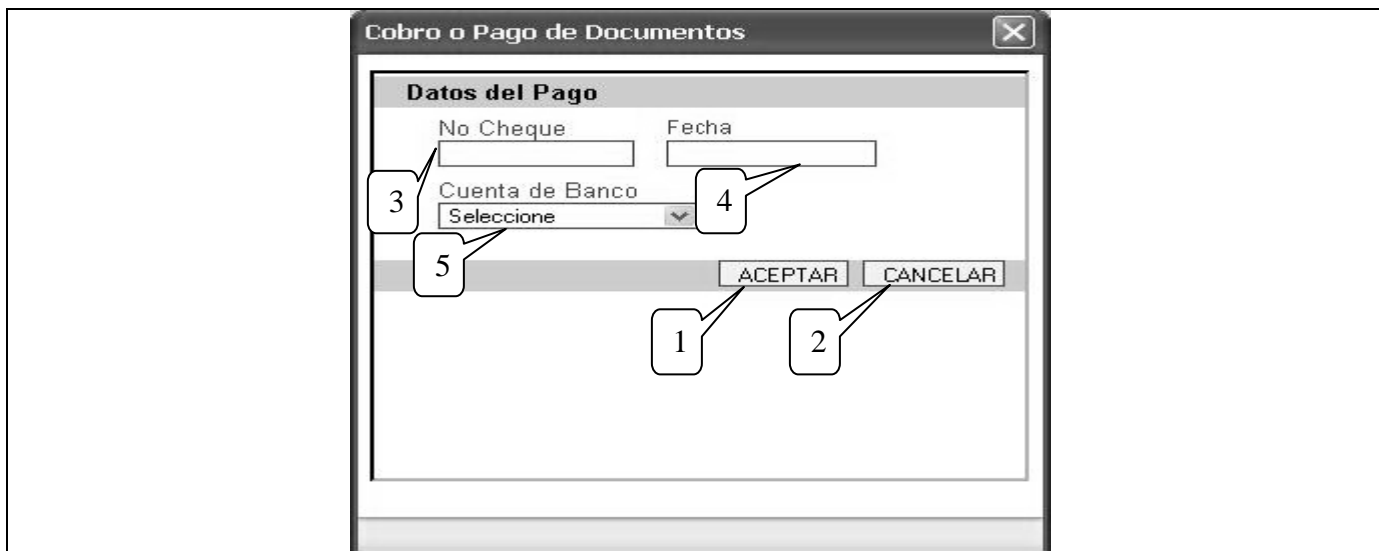 Cobro o Pago de Documentos
Datos del Pago
No Cheque Fecha
3 4
Cuenta de Banco
Seleccione
5
ACEPTAR CANCELAR
1 2